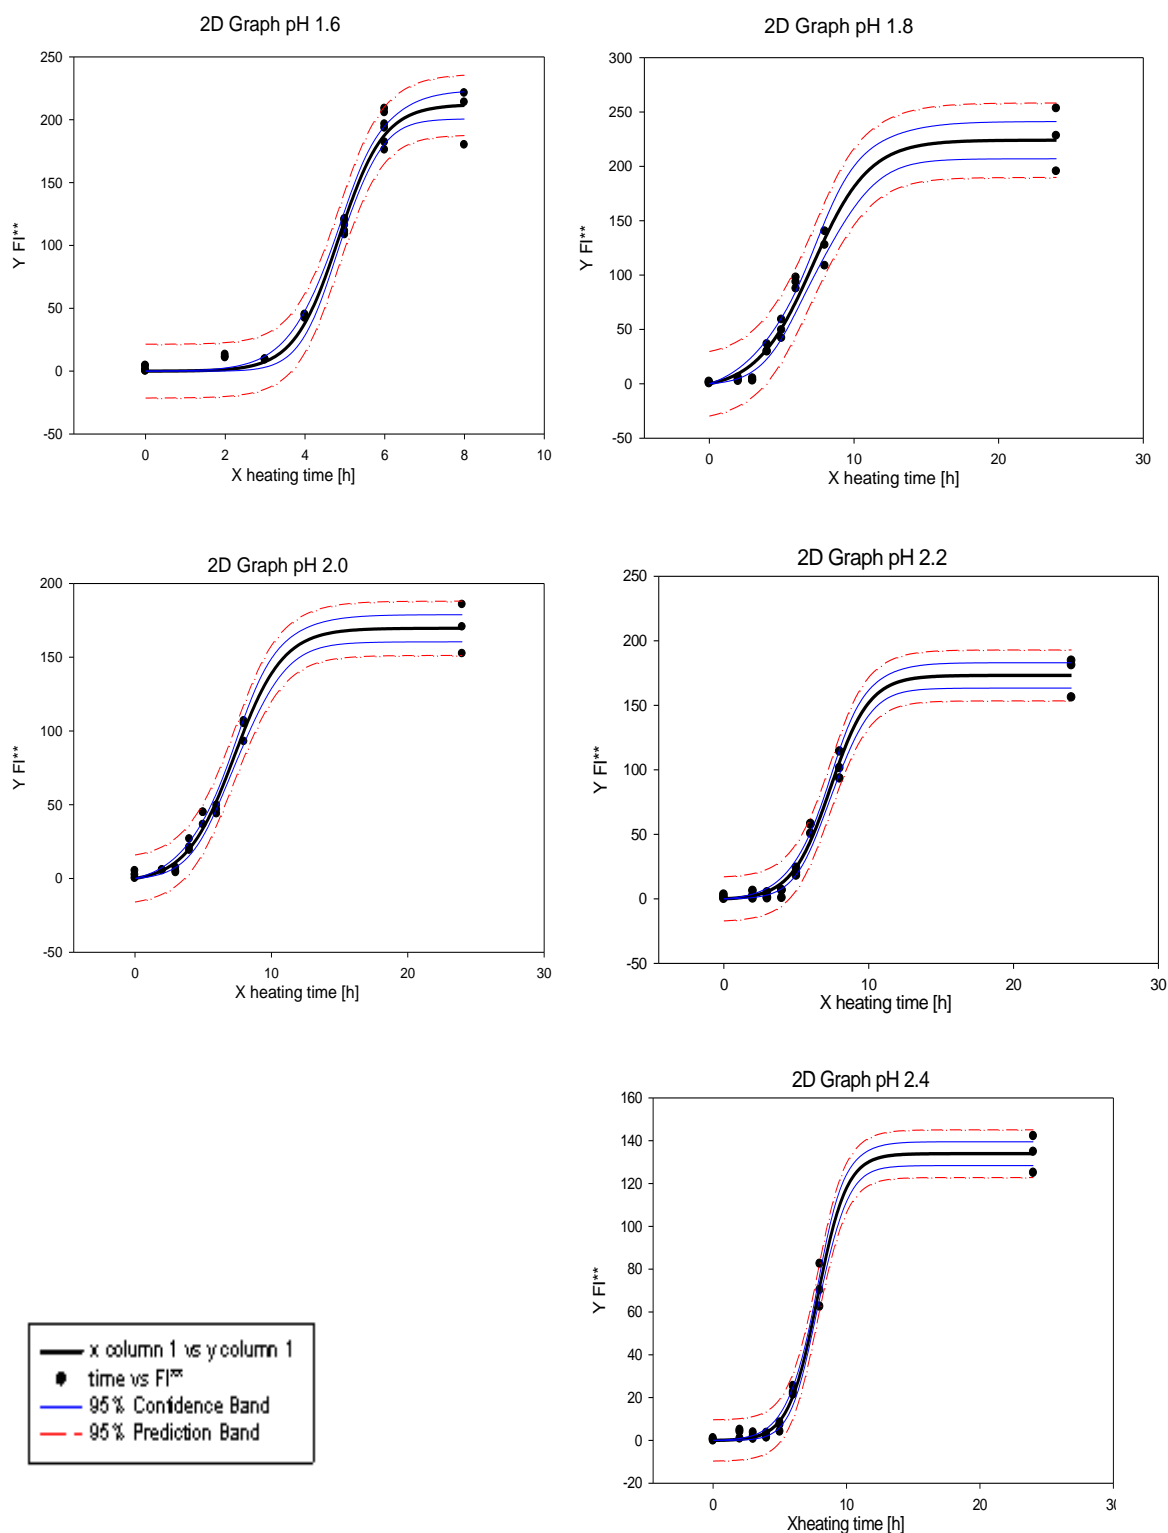 2D Graph pH 1.6
250
200
150
100
50
0
-50
Y FI**
0 2 4 6 8 10
X heating time [h]
2D Graph pH 1.8
300
250
200
150
100
50
0
-50
Y FI**
0 10 20 30
X heating time [h]
2D Graph pH 2.0
200
150
100
50
0
-50
Y FI**
0 10 20 30
X heating time [h]
2D Graph pH 2.2
250
200
150
100
50
0
-50
Y FI**
0 10 20 30
X heating time [h]
2D Graph pH 2.4
160
140
120
100
80
60
40
20
0
-20
Y FI**
0 10 20 30
Xheating time [h]
x column 1 vs y column 1
time vs FI**
95% Confidence Band
95% Prediction Band